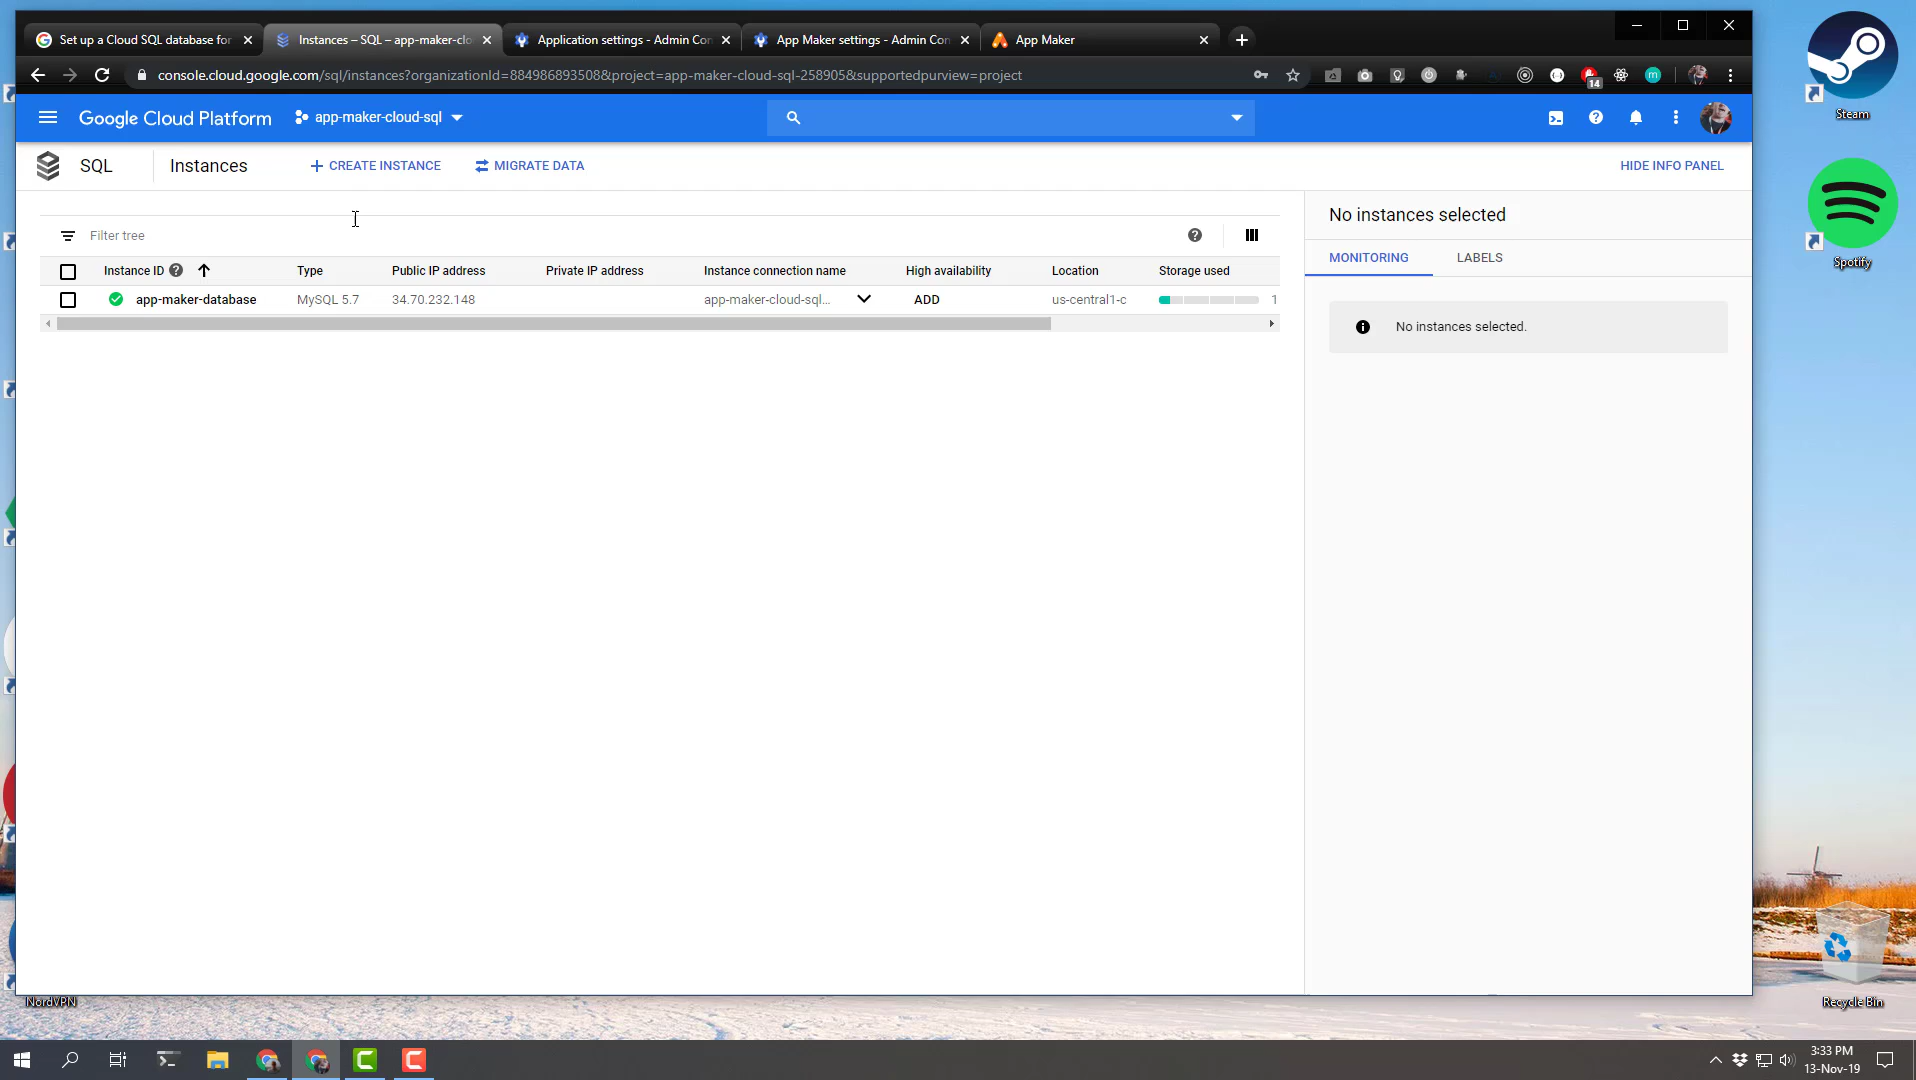 Set up a Cloud SQL database for
Instances – SQL – app-maker-clo
Application settings - Admin Con
App Maker settings - Admin Con
App Maker
console.cloud.google.com/sql/instances?organizationId=884986893508&project=app-maker-cloud-sql-258905&supportedpurview=project
14
Google Cloud Platform
app-maker-cloud-sql
SQL
Instances
CREATE INSTANCE
MIGRATE DATA
HIDE INFO PANEL
Filter tree
Instance ID
Type
Public IP address
Private IP address
Instance connection name
High availability
Location
Storage used
app-maker-database
MySQL 5.7
34.70.232.148
app-maker-cloud-sql...
ADD
us-central1-c
1
No instances selected
MONITORING
LABELS
No instances selected.
Steam
Spotify
NordVPN
Recycle Bin
3:33 PM
13-Nov-19